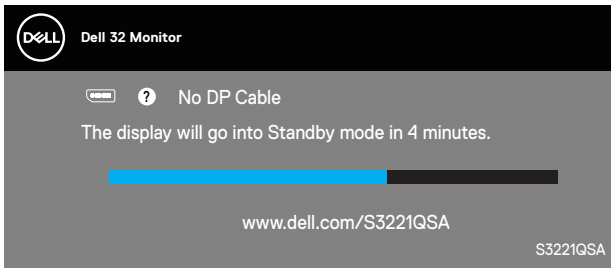 DELL
Dell 32 Monitor
? No DP Cable
The display will go into Standby mode in 4 minutes.
www.dell.com/S3221QSA
S3221QSA